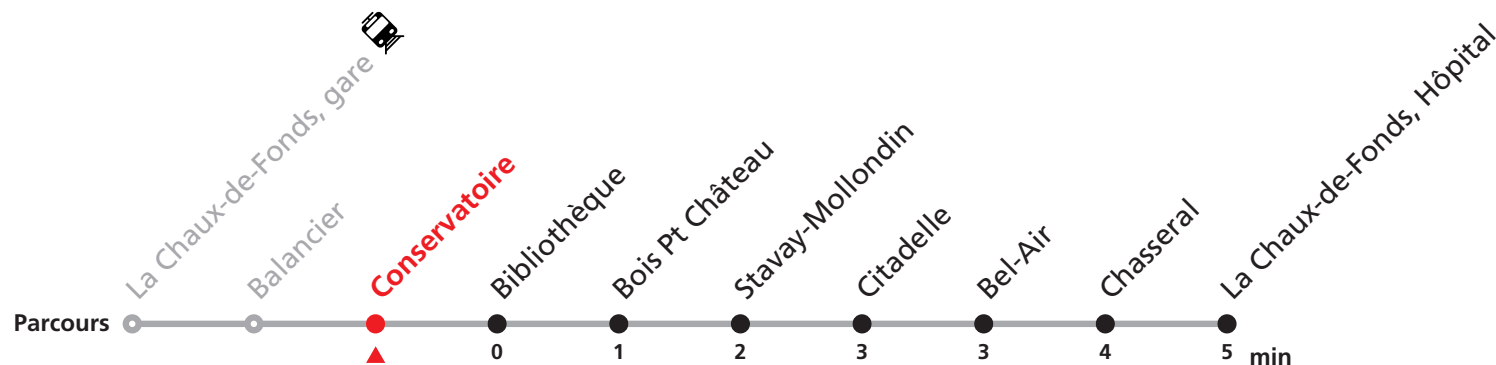 La Chaux-de-Fonds, gare
Balancier
Conservatoire
Bibliothèque
Bois Pt Château
Stavay-Mollondin
Citadelle
Bel-Air
Chasseral
La Chaux-de-Fonds, Hôpital
Parcours
0 1 2 3 3 4 5 min